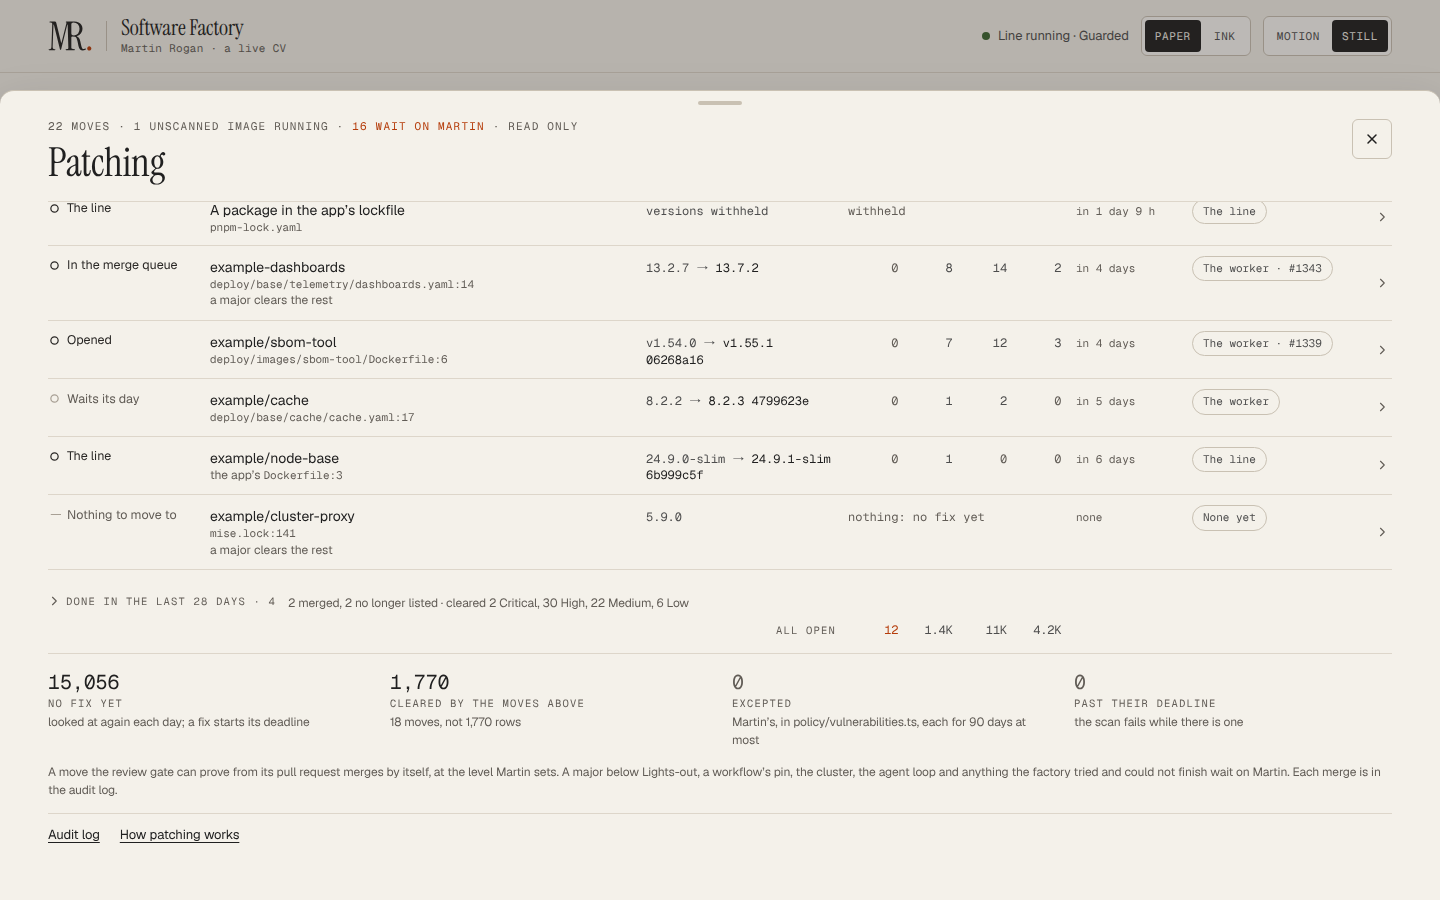 MR.
Software Factory
Martin Rogan · a live CV
Line running · Guarded
PAPER INK
MOTION STILL
22 MOVES · 1 UNSCANNED IMAGE RUNNING · 16 WAIT ON MARTIN · READ ONLY
Patching
The line A package in the app's lockfile versions withheld withheld in 1 day 9 h The line
pnpm-lock.yaml
In the merge queue example-dashboards 13.2.7 → 13.7.2 0 8 14 2 in 4 days The worker · #1343
deploy/base/telemetry/dashboards.yaml:14
a major clears the rest
Opened example/sbom-tool v1.54.0 → v1.55.1 0 7 12 3 in 4 days The worker · #1339
deploy/images/sbom-tool/Dockerfile:6 06268a16
Waits its day example/cache 8.2.2 → 8.2.3 4799623e 0 1 2 0 in 5 days The worker
deploy/base/cache/cache.yaml:17
The line example/node-base 24.9.0-slim → 24.9.1-slim 0 1 0 0 in 6 days The line
the app's Dockerfile:3 6b999c5f
Nothing to move to example/cluster-proxy 5.9.0 nothing: no fix yet none None yet
mise.lock:141
a major clears the rest
DONE IN THE LAST 28 DAYS · 4 2 merged, 2 no longer listed · cleared 2 Critical, 30 High, 22 Medium, 6 Low
ALL OPEN 12 1.4K 11K 4.2K
15,056 1,770 0 0
NO FIX YET CLEARED BY THE MOVES ABOVE EXCEPTED PAST THEIR DEADLINE
looked at again each day; a fix starts its deadline 18 moves, not 1,770 rows Martin's, in policy/vulnerabilities.ts, each for 90 days at the scan fails while there is one
most
A move the review gate can prove from its pull request merges by itself, at the level Martin sets. A major below Lights-out, a workflow's pin, the cluster, the agent loop and anything the factory tried and could not finish wait on Martin. Each merge is in
the audit log.
Audit log How patching works